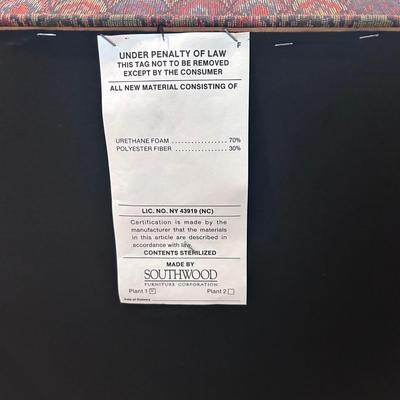 F
UNDER PENALTY OF LAW
THIS TAG NOT TO BE REMOVED
EXCEPT BY THE CONSUMER
ALL NEW MATERIAL CONSISTING OF
URETHANE FOAM ................ 70%
POLYESTER FIBER ............... 30%
LIC. NO. NY 43919 (NC)
Certification is made by the
manufacturer that the materials
in this article are described in
accordance with law.
CONTENTS STERILIZED
MADE BY
SOUTHWOOD
FURNITURE CORPORATION
Plant 1 Plant 2
Date of Delivery